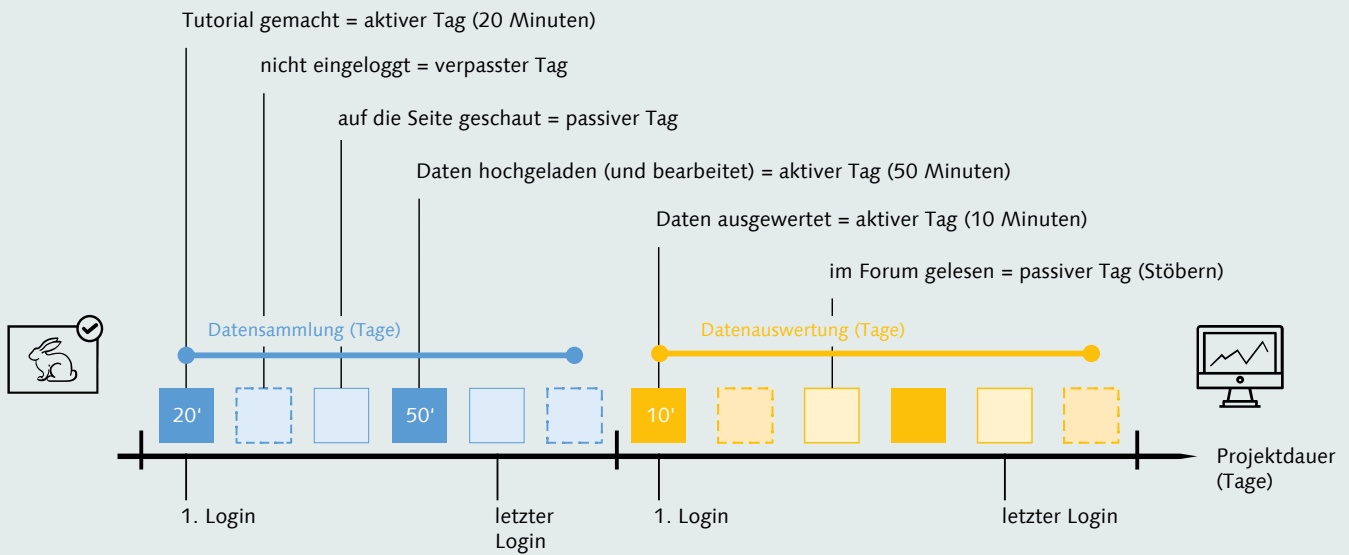 Tutorial gemacht = aktiver Tag (20 Minuten)
nicht eingeloggt = verpasster Tag
auf die Seite geschaut = passiver Tag
Daten hochgeladen (und bearbeitet) = aktiver Tag (50 Minuten)
Daten ausgewertet = aktiver Tag (10 Minuten)
im Forum gelesen = passiver Tag (Stöbern)
Datensammlung (Tage)
Datenauswertung (Tage)
20‘
50‘
10‘
Projektdauer
(Tage)
1. Login
letzter
Login
1. Login
letzter Login